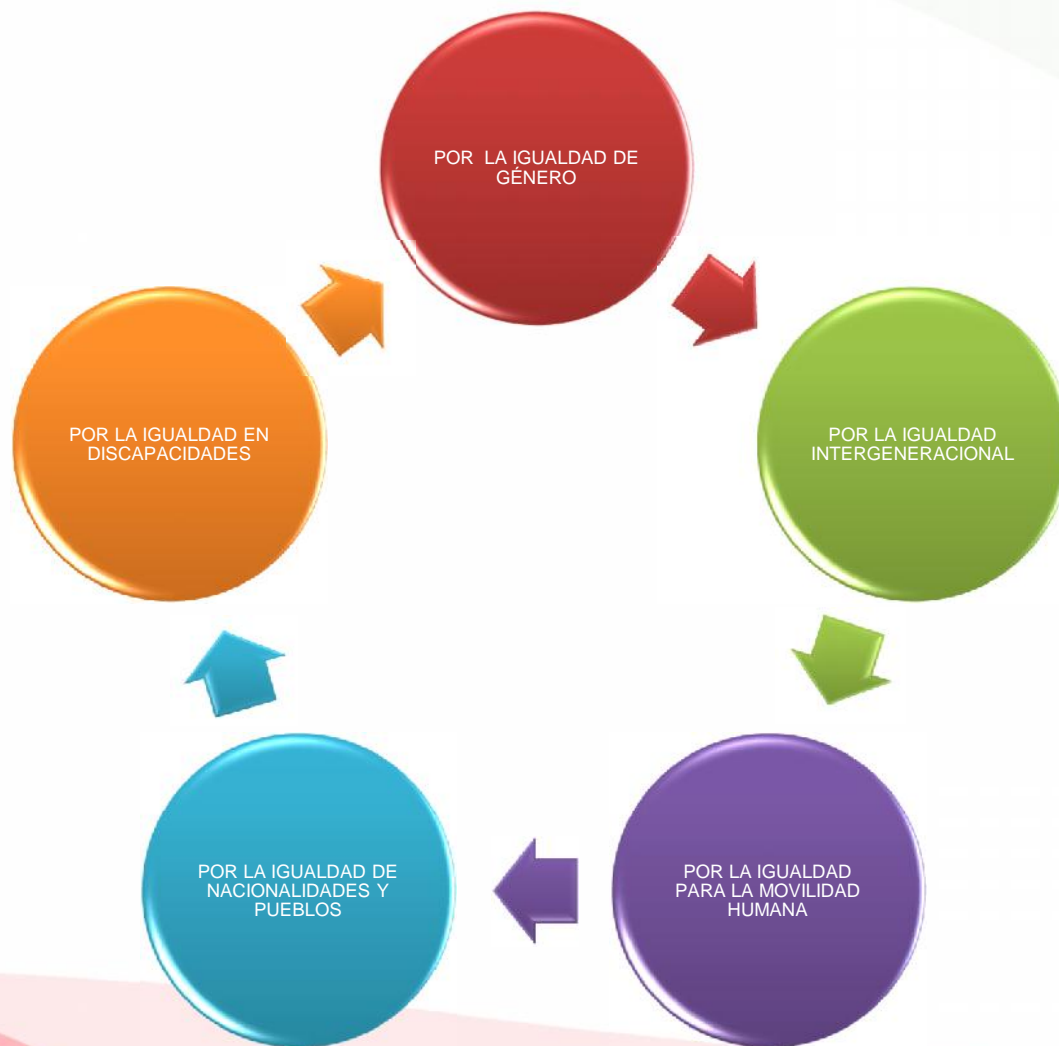 POR LA IGUALDAD DE
GÉNERO
POR LA IGUALDAD
INTERGENERACIONAL
POR LA IGUALDAD
PARA LA MOVILIDAD
HUMANA
POR LA IGUALDAD DE
NACIONALIDADES Y
PUEBLOS
POR LA IGUALDAD EN
DISCAPACIDADES